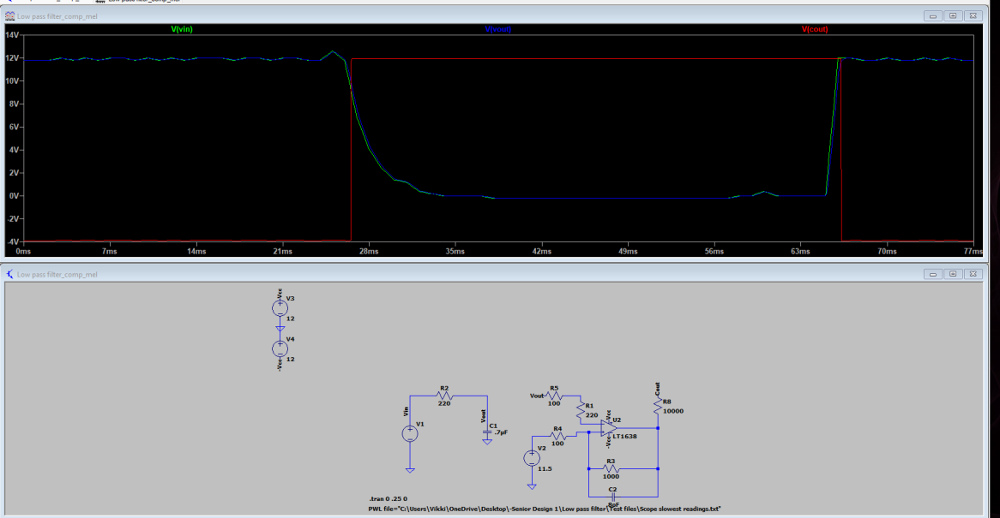 Low pass filter_comp_mel
Low pass filter_comp_mel
V(vin) V(vout) V(cout)
14V
12V
10V
8V
6V
4V
2V
0V
-2V
-4V
0ms 7ms 14ms 21ms 28ms 35ms 42ms 49ms 56ms 63ms 70ms 77ms
Low pass filter_comp_mel
Vcc
V3
12
V4
12
-Vcc
R2
220
Vin
V1
Vout
C1
.7µF
Vout
R5
100
R1
220
Vcc
U2
LT1638
-Vcc
R4
100
V2
11.5
Cout
R8
10000
R3
1000
C2
.8pF
.tran 0 .25 0
PWL file="C:\Users\Vikki\OneDrive\Desktop\-Senior Design 1\Low pass filter\Test files\Scope slowest readings.txt"